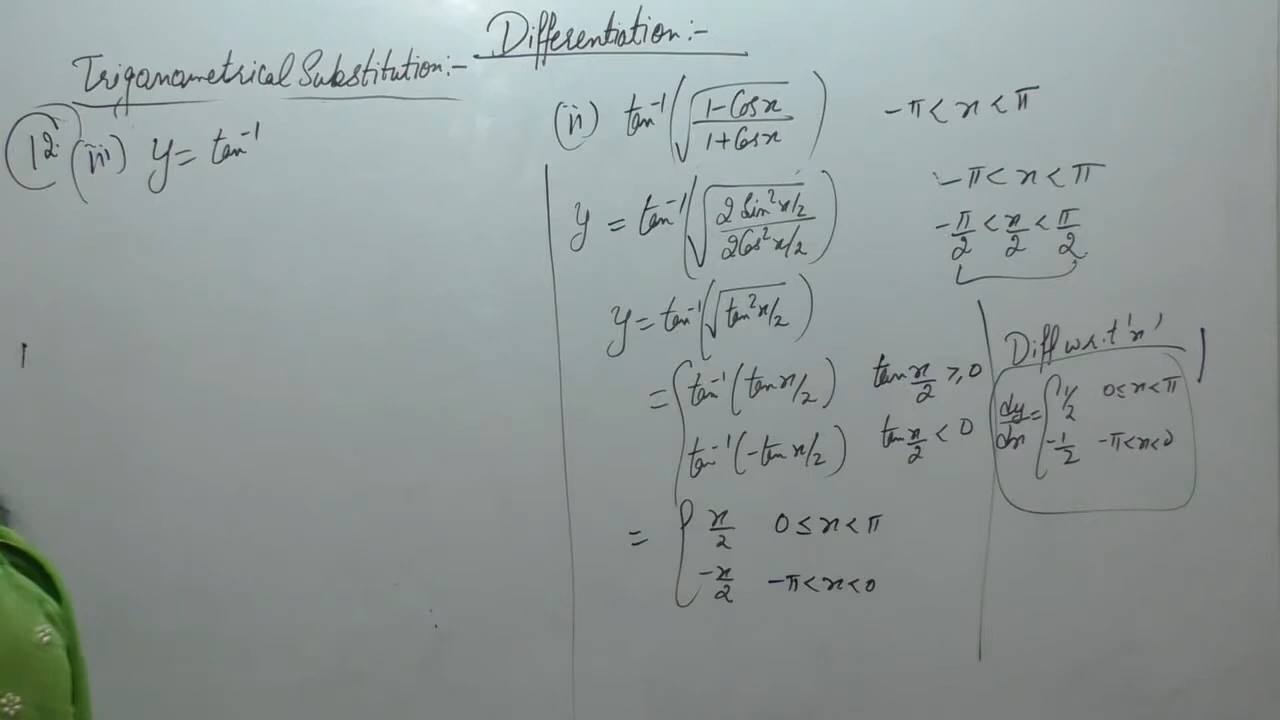 Differentiation:-
Trigonometrical Substitution:-
12. (iii) y = tan⁻¹
(ii) tan⁻¹(√((1-Cosx)/(1+Cosx))) -π < x < π
y = tan⁻¹(√((2Sin²x/2)/(2Cos²x/2))) -π < x < π
-π/2 < x/2 < π/2
y = tan⁻¹(√(tan²x/2))
= { tan⁻¹(tan x/2) tan x/2 ≥ 0
tan⁻¹(-tan x/2) tan x/2 < 0
= { x/2 0 ≤ x < π
-x/2 -π < x < 0
Diff w.r.t 'x'
dy/dx = { 1/2 0 ≤ x < π
-1/2 -π < x < 0